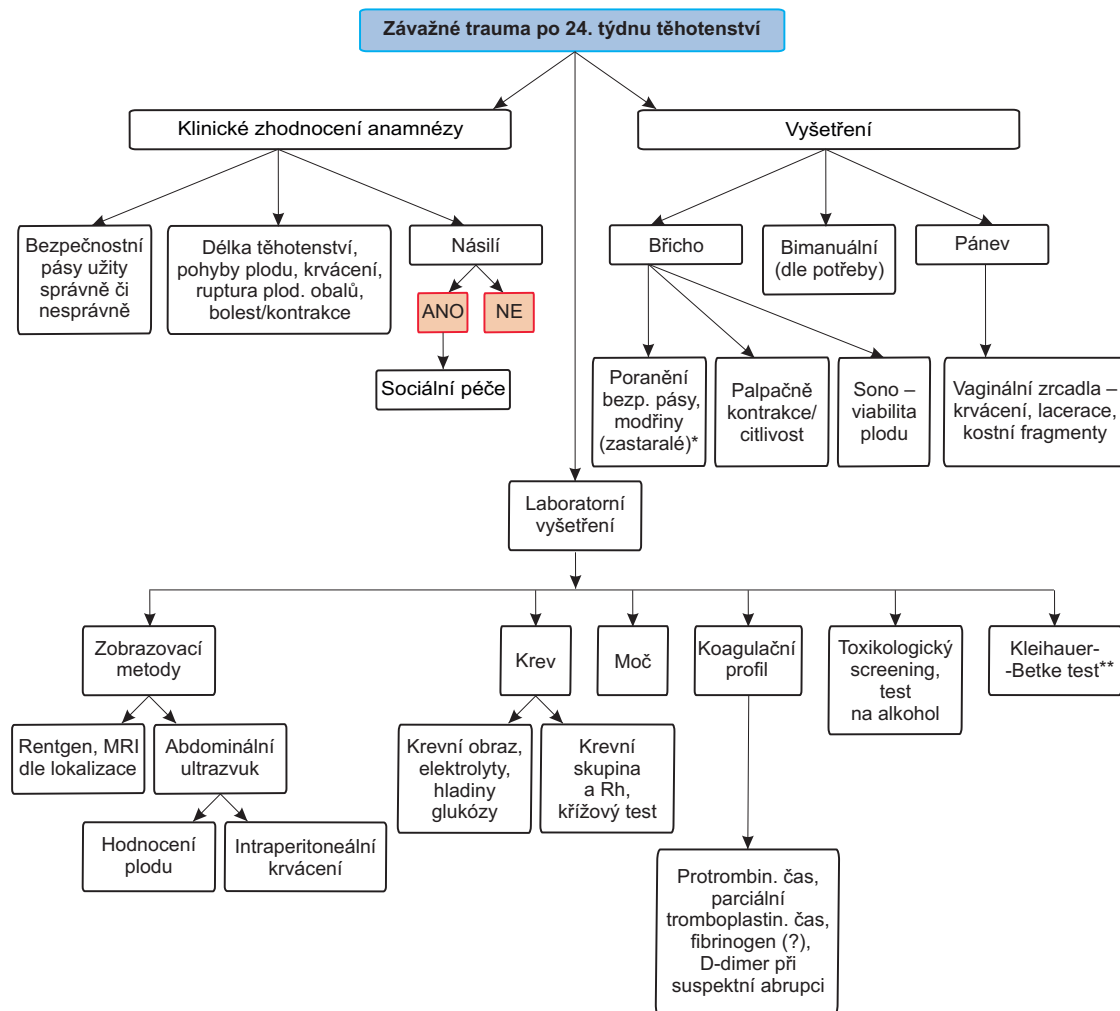 Závažné trauma po 24. týdnu těhotenství
Klinické zhodnocení anamnézy
Vyšetření
Bezpečnostní
pásy užity
správně či
nesprávně
Délka těhotenství,
pohyby plodu, krvácení,
ruptura plod. obalů,
bolest/kontrakce
Násilí
ANO
NE
Sociální péče
Břicho
Bimanuální
(dle potřeby)
Pánev
Poranění
bezp. pásy,
modřiny
(zastaralé)*
Palpačně
kontrakce/
citlivost
Sono –
viabilita
plodu
Vaginální zrcadla –
krvácení, lacerace,
kostní fragmenty
Laboratorní
vyšetření
Zobrazovací
metody
Krev
Moč
Koagulační
profil
Toxikologický
screening,
test
na alkohol
Kleihauer-
-Betke test**
Rentgen, MRI
dle lokalizace
Abdominální
ultrazvuk
Krevní obraz,
elektrolyty,
hladiny
glukózy
Krevní
skupina
a Rh,
křížový test
Hodnocení
plodu
Intraperitoneální
krvácení
Protrombin. čas,
parciální
tromboplastin. čas,
fibrinogen (?),
D-dimer při
suspektní abrupci